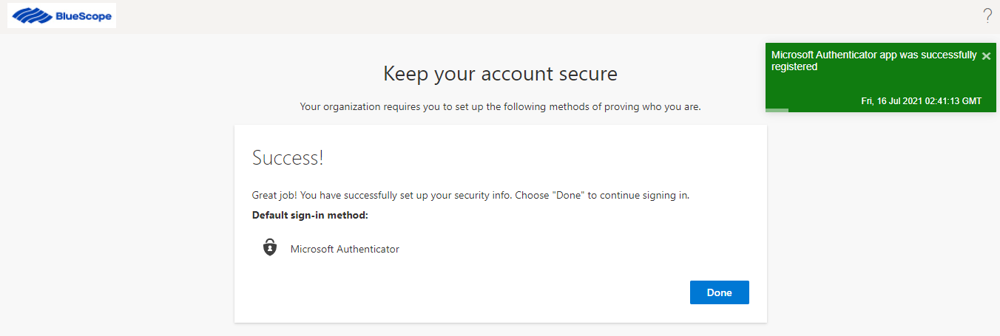 BlueScope
?
Microsoft Authenticator app was successfully
registered
Fri, 16 Jul 2021 02:41:13 GMT
Keep your account secure
Your organization requires you to set up the following methods of proving who you are.
Success!
Great job! You have successfully set up your security info. Choose "Done" to continue signing in.
Default sign-in method:
Microsoft Authenticator
Done